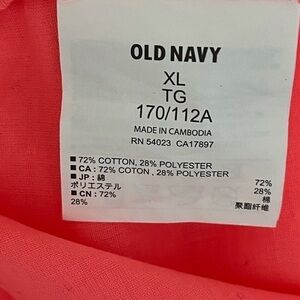 OLD NAVY
XL
TG
170/112A
MADE IN CAMBODIA
RN 54023 CA17897
■ 72% COTTON, 28% POLYESTER
■ CA : 72% COTON , 28% POLYESTER
■ JP : 綿 72%
ポリエステル 28%
■ CN : 72% 棉
28% 聚酯纤维